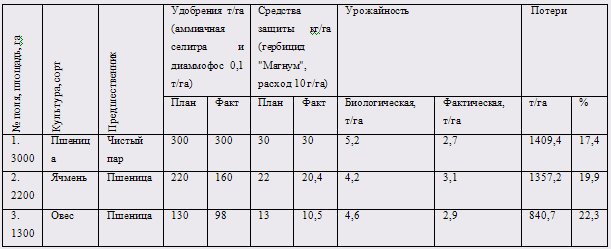 № поля, площадь, га
Культура, сорт
Предшественник
Удобрения т/га
(аммиачная
селитра и
диаммофос 0,1
т/га)
Средства
защиты кг/га
(гербицид
"Магнум",
расход 10 г/га)
Урожайность
Потери
План Факт План Факт Биологическая,
т/га
Фактическая,
т/га
т/га %
1.
3000
Пшениц
а
Чистый
пар
300 300 30 30 5,2 2,7 1409,4 17,4
2.
2200
Ячмень Пшеница 220 160 22 20,4 4,2 3,1 1357,2 19,9
3.
1300
Овес Пшеница 130 98 13 10,5 4,6 2,9 840,7 22,3